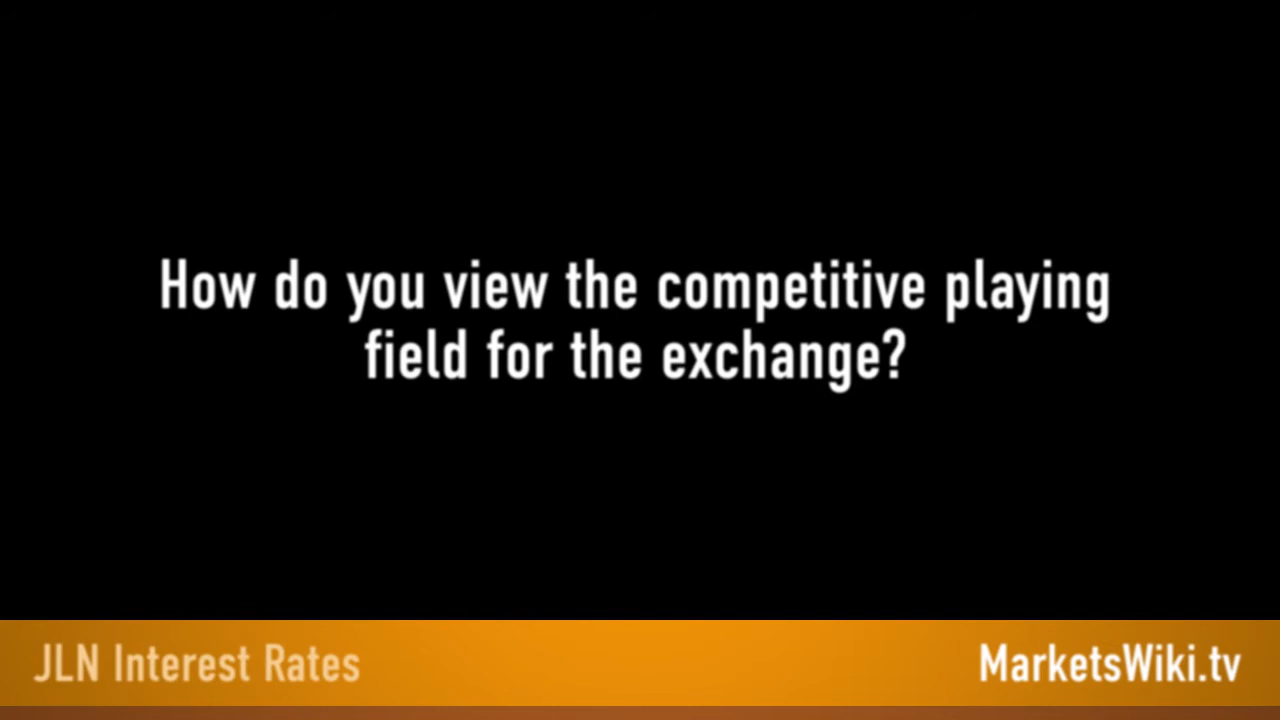 How do you view the competitive playing
field for the exchange?
JLN Interest Rates
MarketsWiki.tv